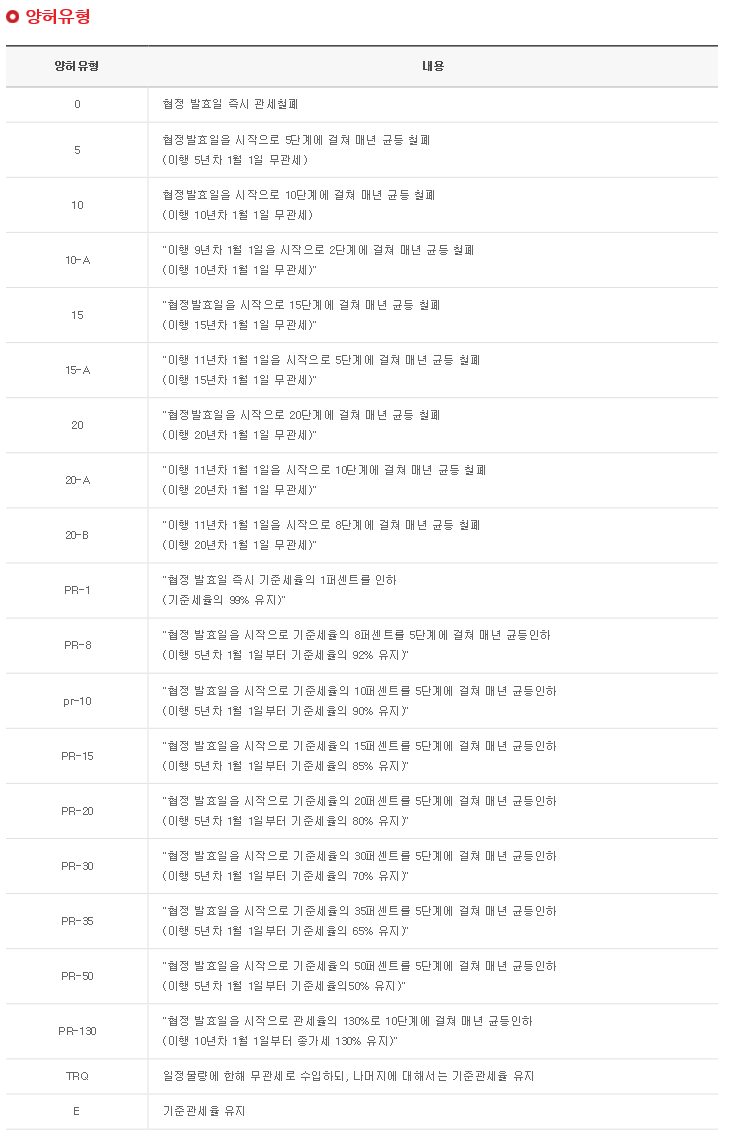 양허유형
양허유형 내용
0 협정 발효일 즉시 관세철폐
5 협정발효일을 시작으로 5단계에 걸쳐 매년 균등 철폐
(이행 5년차 1월 1일 무관세)
10 협정발효일을 시작으로 10단계에 걸쳐 매년 균등 철폐
(이행 10년차 1월 1일 무관세)
10-A "이행 9년차 1월 1일을 시작으로 2단계에 걸쳐 매년 균등 철폐
(이행 10년차 1월 1일 무관세)"
15 "협정발효일을 시작으로 15단계에 걸쳐 매년 균등 철폐
(이행 15년차 1월 1일 무관세)"
15-A "이행 11년차 1월 1일을 시작으로 5단계에 걸쳐 매년 균등 철폐
(이행 15년차 1월 1일 무관세)"
20 "협정발효일을 시작으로 20단계에 걸쳐 매년 균등 철폐
(이행 20년차 1월 1일 무관세)"
20-A "이행 11년차 1월 1일을 시작으로 10단계에 걸쳐 매년 균등 철폐
(이행 20년차 1월 1일 무관세)"
20-B "이행 11년차 1월 1일을 시작으로 8단계에 걸쳐 매년 균등 철폐
(이행 20년차 1월 1일 무관세)"
PR-1 "협정 발효일 즉시 기준세율의 1퍼센트를 인하
(기준세율의 99% 유지)"
PR-8 "협정 발효일을 시작으로 기준세율의 8퍼센트를 5단계에 걸쳐 매년 균등인하
(이행 5년차 1월 1일부터 기준세율의 92% 유지)"
pr-10 "협정 발효일을 시작으로 기준세율의 10퍼센트를 5단계에 걸쳐 매년 균등인하
(이행 5년차 1월 1일부터 기준세율의 90% 유지)"
PR-15 "협정 발효일을 시작으로 기준세율의 15퍼센트를 5단계에 걸쳐 매년 균등인하
(이행 5년차 1월 1일부터 기준세율의 85% 유지)"
PR-20 "협정 발효일을 시작으로 기준세율의 20퍼센트를 5단계에 걸쳐 매년 균등인하
(이행 5년차 1월 1일부터 기준세율의 80% 유지)"
PR-30 "협정 발효일을 시작으로 기준세율의 30퍼센트를 5단계에 걸쳐 매년 균등인하
(이행 5년차 1월 1일부터 기준세율의 70% 유지)"
PR-35 "협정 발효일을 시작으로 기준세율의 35퍼센트를 5단계에 걸쳐 매년 균등인하
(이행 5년차 1월 1일부터 기준세율의 65% 유지)"
PR-50 "협정 발효일을 시작으로 기준세율의 50퍼센트를 5단계에 걸쳐 매년 균등인하
(이행 5년차 1월 1일부터 기준세율의50% 유지)"
PR-130 "협정 발효일을 시작으로 관세율의 130%로 10단계에 걸쳐 매년 균등인하
(이행 10년차 1월 1일부터 종가세 130% 유지)"
TRQ 일정물량에 한해 무관세로 수입하되, 나머지에 대해서는 기준관세율 유지
E 기준관세율 유지